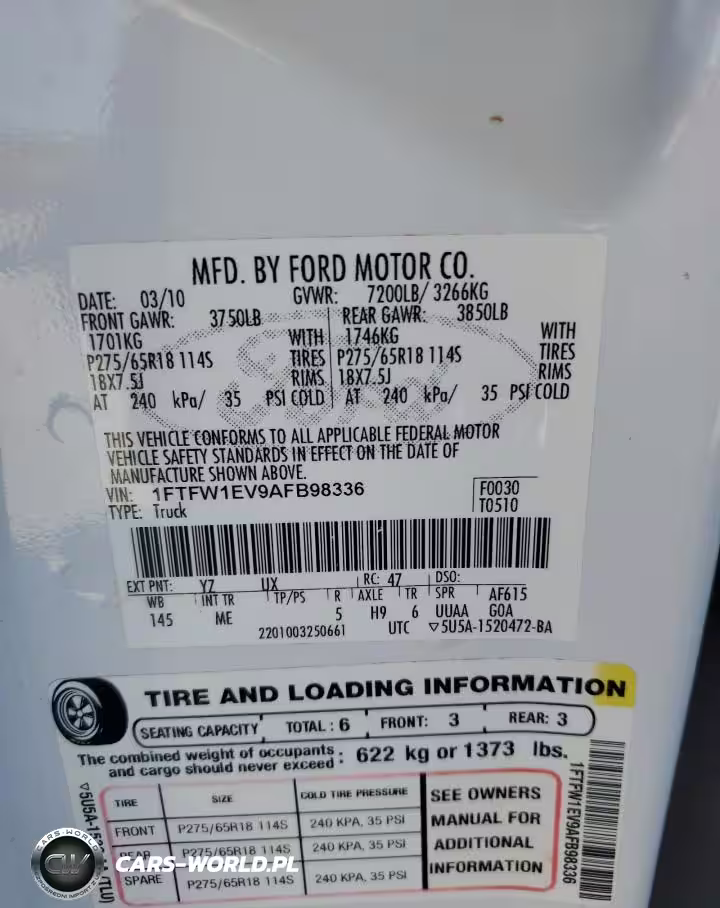 MFD. BY FORD MOTOR CO.
DATE: 03/10 GVWR: 7200LB/ 3266KG
FRONT GAWR: 3750LB REAR GAWR: 3850LB
1701KG WITH 1746KG WITH
P275/65R18 114S TIRES P275/65R18 114S TIRES
18X7.5J RIMS 18X7.5J RIMS
AT 240 kPa/ 35 PSI COLD AT 240 kPa/ 35 PSI COLD
THIS VEHICLE CONFORMS TO ALL APPLICABLE FEDERAL MOTOR
VEHICLE SAFETY STANDARDS IN EFFECT ON THE DATE OF
MANUFACTURE SHOWN ABOVE.
VIN: 1FTFW1EV9AFB98336 F0030
TYPE: Truck T0510
EXT PNT: YZ UX RC: 47 DSO:
WB INT TR TP/PS R AXLE TR SPR AF615
145 ME 5 H9 6 UUAA GOA
2201003250661 UTC ▽5U5A-1520472-BA
TIRE AND LOADING INFORMATION
SEATING CAPACITY TOTAL : 6 FRONT: 3 REAR: 3
The combined weight of occupants and cargo should never exceed : 622 kg or 1373 lbs.
TIRE SIZE COLD TIRE PRESSURE SEE OWNERS
FRONT P275/65R18 114S 240 KPA, 35 PSI MANUAL FOR
REAR P275/65R18 114S 240 KPA, 35 PSI ADDITIONAL
SPARE P275/65R18 114S 240 KPA, 35 PSI INFORMATION
1FTFW1EV9AFB98336
CARS-WORLD
CW
CARS-WORLD.PL